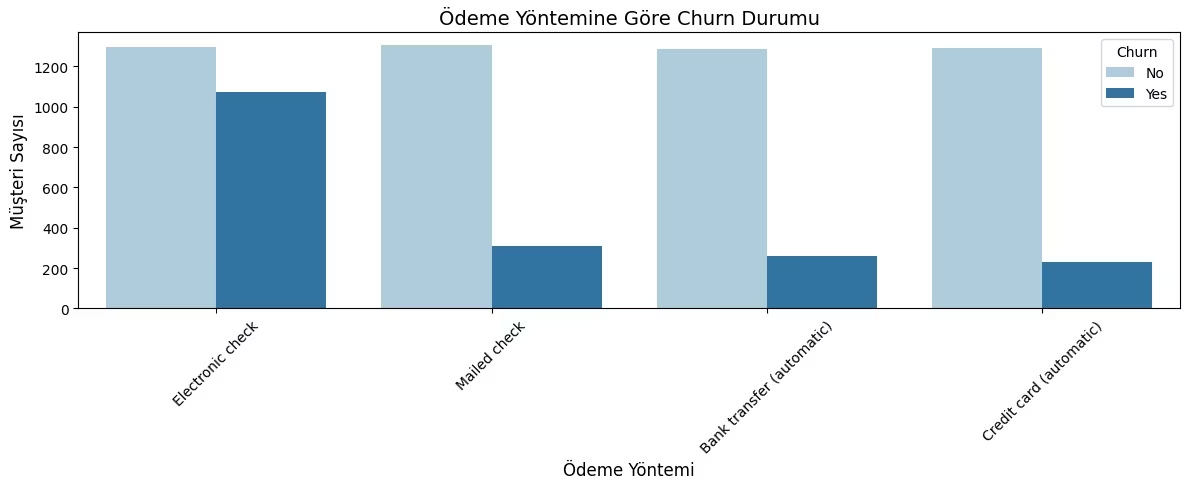 Ödeme Yöntemine Göre Churn Durumu
Müşteri Sayısı
1200
1000
800
600
400
200
0
Churn
No
Yes
Electronic check
Mailed check
Bank transfer (automatic)
Credit card (automatic)
Ödeme Yöntemi